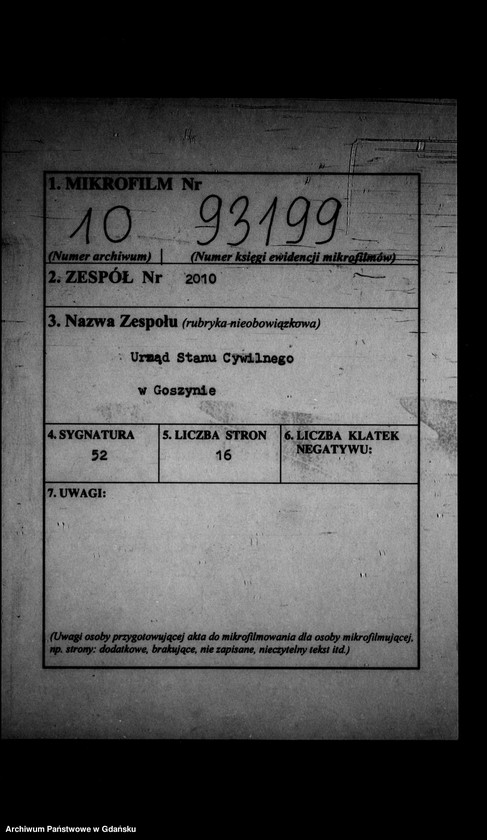 1. MIKROFILM Nr
10 93199
(Numer archiwum) (Numer księgi ewidencji mikrofilmów)
2. ZESPÓŁ Nr 2010
3. Nazwa Zespołu (rubryka-nieobowiązkowa)
Urząd Stanu Cywilnego
w Goszynie
4. SYGNATURA 5. LICZBA STRON 6. LICZBA KLATEK
NEGATYWU:
52 16
7. UWAGI:
(Uwagi osoby przygotowującej akta do mikrofilmowania dla osoby mikrofilmującej,
np. strony: dodatkowe, brakujące, nie zapisane, nieczytelny tekst itd.)
Archiwum Państwowe w Gdańsku